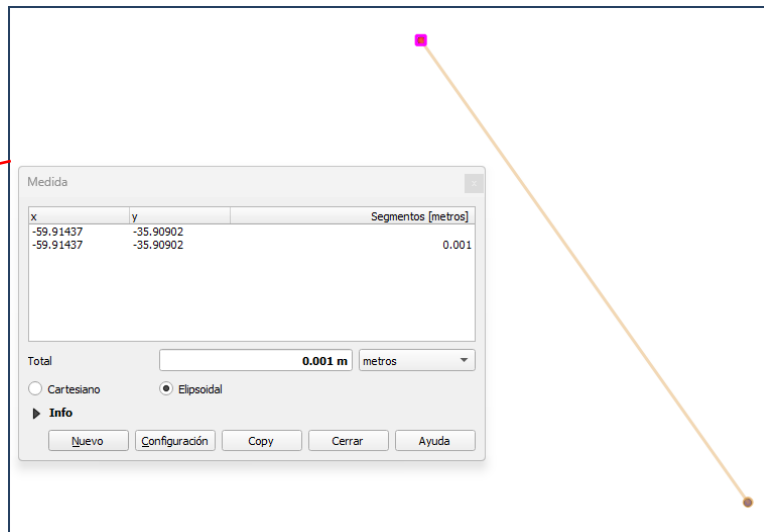 Medida
x y Segmentos [metros]
-59.91437 -35.90902
-59.91437 -35.90902 0.001
Total 0.001 m metros
Cartesiano Elipsoidal
Info
Nuevo Configuración Copy Cerrar Ayuda